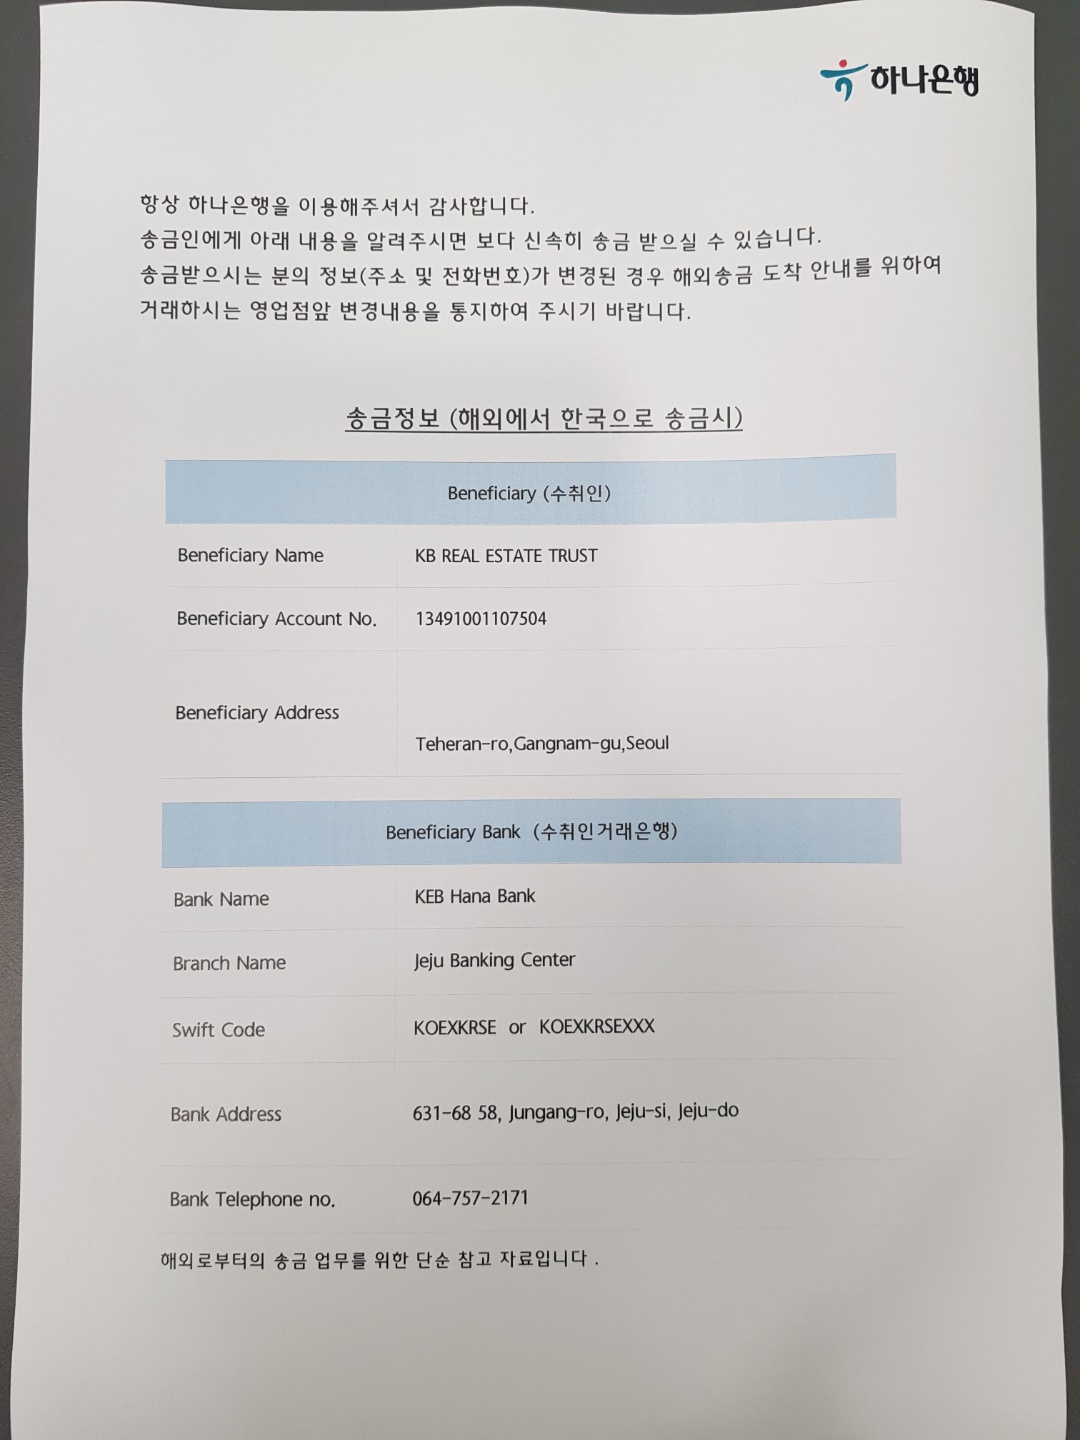 하나은행
항상 하나은행을 이용해주셔서 감사합니다.
송금인에게 아래 내용을 알려주시면 보다 신속히 송금 받으실 수 있습니다.
송금받으시는 분의 정보(주소 및 전화번호)가 변경된 경우 해외송금 도착 안내를 위하여
거래하시는 영업점앞 변경내용을 통지하여 주시기 바랍니다.
송금정보 (해외에서 한국으로 송금시)
Beneficiary (수취인)
Beneficiary Name KB REAL ESTATE TRUST
Beneficiary Account No. 13491001107504
Beneficiary Address
Teheran-ro,Gangnam-gu,Seoul
Beneficiary Bank (수취인거래은행)
Bank Name KEB Hana Bank
Branch Name Jeju Banking Center
Swift Code KOEXKRSE or KOEXKRSEXXX
Bank Address 631-68 58, Jungang-ro, Jeju-si, Jeju-do
Bank Telephone no. 064-757-2171
해외로부터의 송금 업무를 위한 단순 참고 자료입니다 .